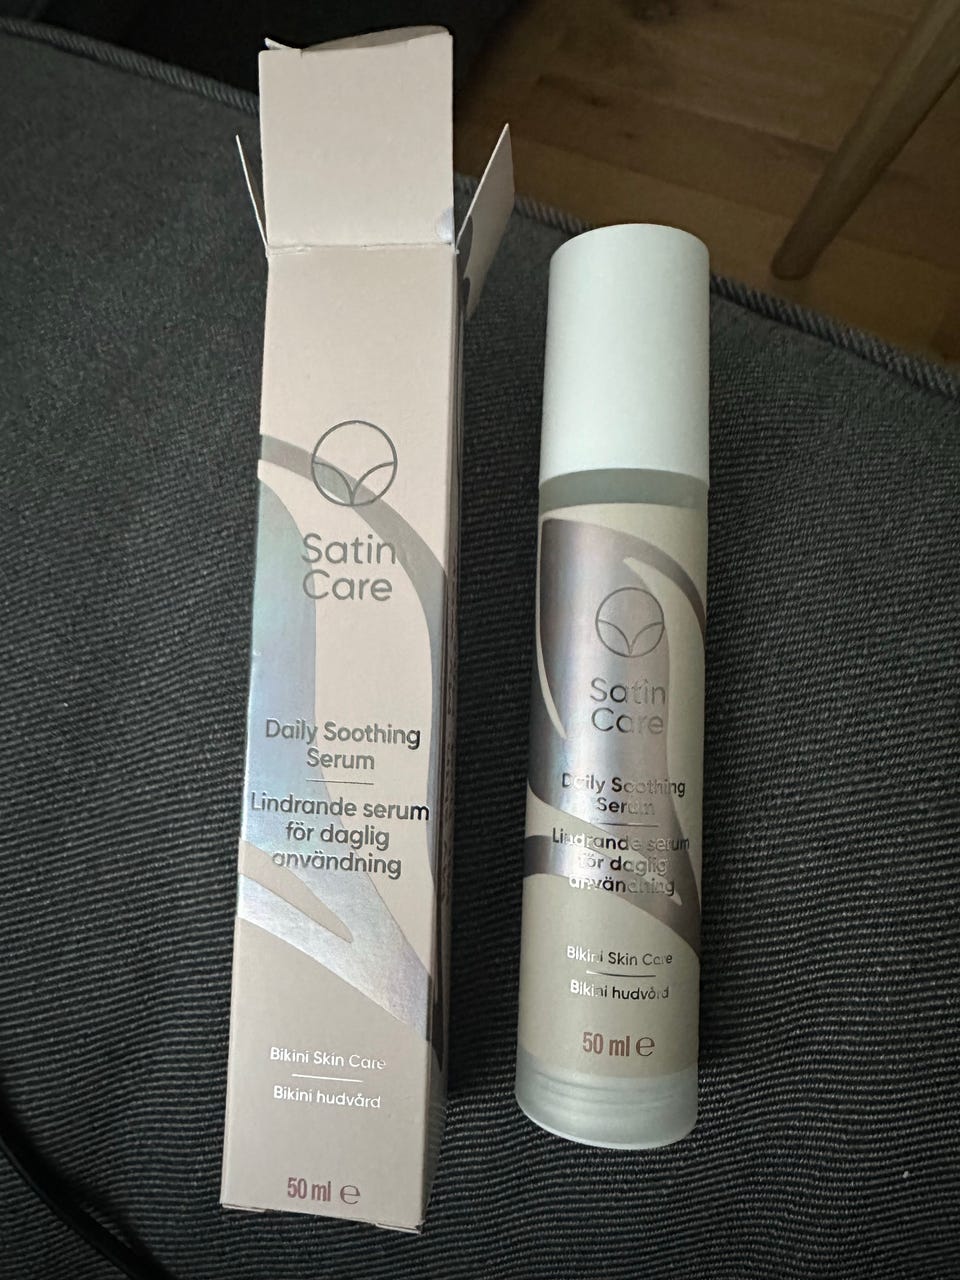 Satin
Care
Daily Soothing
Serum
Lindrande serum
för daglig
användning
Bikini Skin Care
Bikini hudvård
50 ml ℮
Satin
Care
Daily Soothing
Serum
Lindrande serum
för daglig
användning
Bikini Skin Care
Bikini hudvård
50 ml ℮